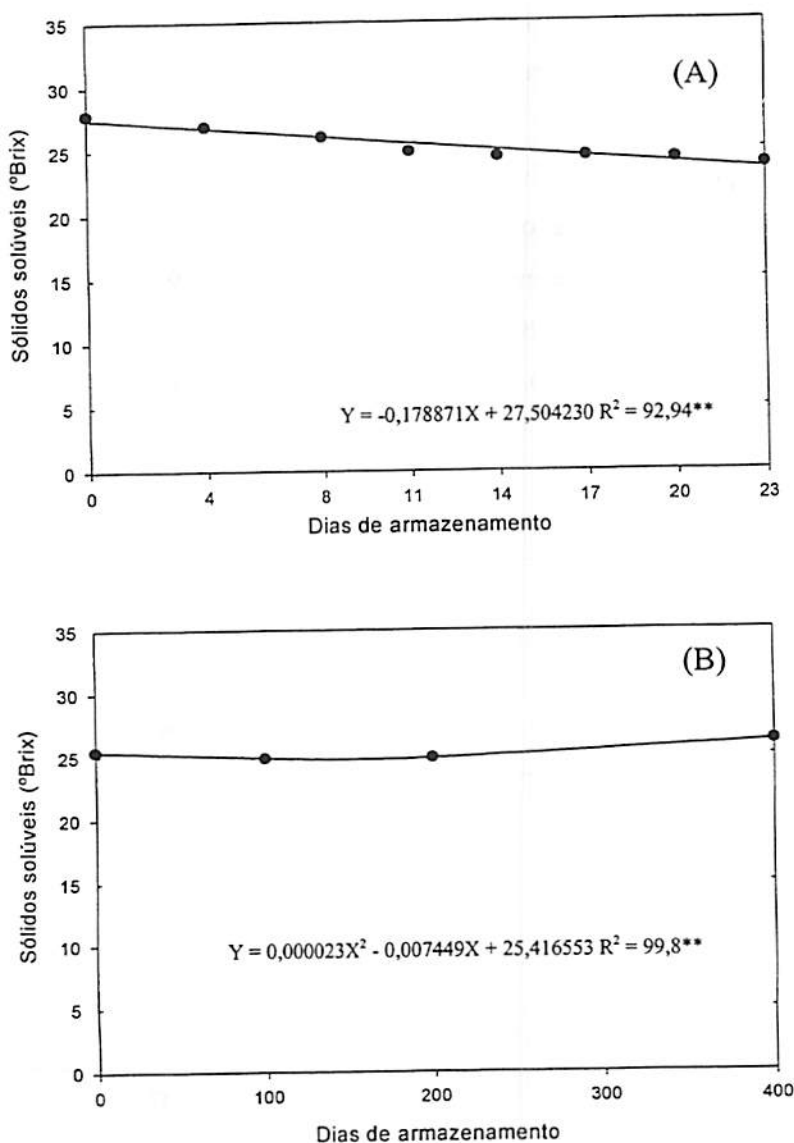 35
(A)
30
25
20
15
10
Y = -0,178871X + 27,504230 R² = 92,94**
5
0
0 4 8 11 14 17 20 23
Sólidos solúveis (ºBrix)
Dias de armazenamento
35
(B)
30
25
20
15
10
Y = 0,000023X² - 0,007449X + 25,416553 R² = 99,8**
5
0
0 100 200 300 400
Sólidos solúveis (ºBrix)
Dias de armazenamento